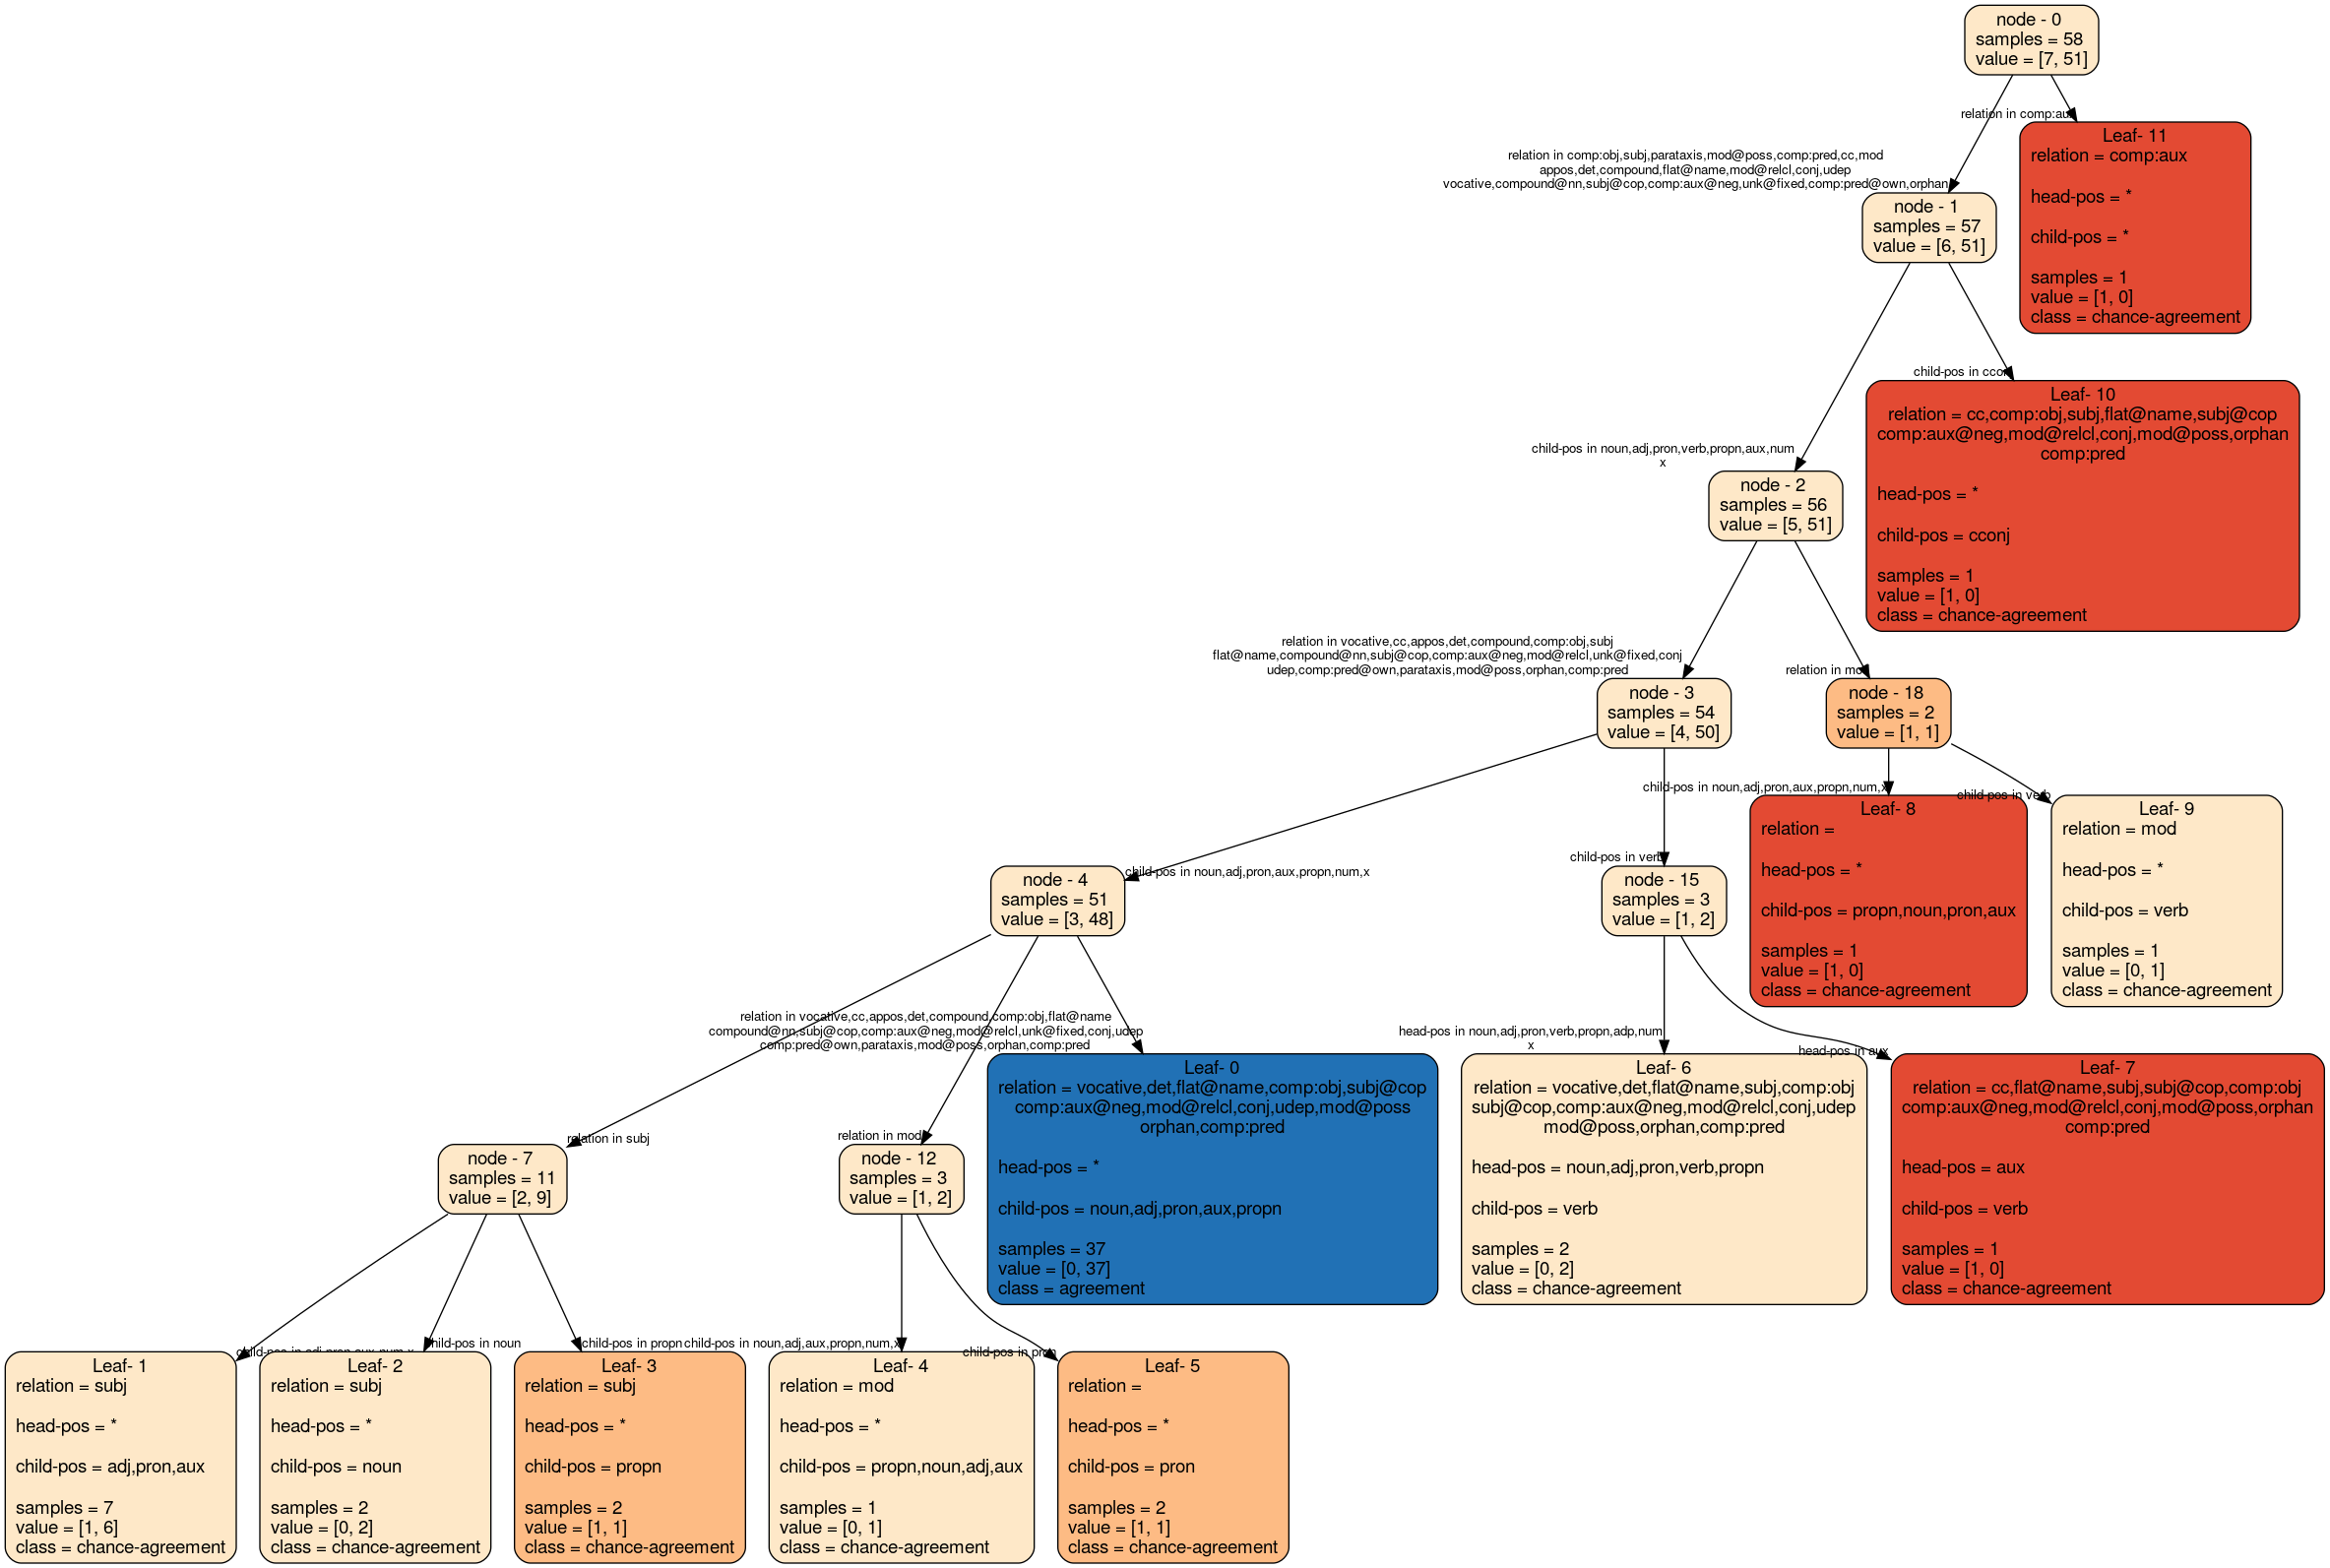 node - 0
samples = 58
value = [7, 51]
relation in comp:aux
Leaf- 11
relation = comp:aux
head-pos = *
child-pos = *
samples = 1
value = [1, 0]
class = chance-agreement
relation in comp:obj,subj,parataxis,mod@poss,comp:pred,cc,mod
appos,det,compound,flat@name,mod@relcl,conj,udep
vocative,compound@nn,subj@cop,comp:aux@neg,unk@fixed,comp:pred@own,orphan
node - 1
samples = 57
value = [6, 51]
child-pos in cconj
Leaf- 10
relation = cc,comp:obj,subj,flat@name,subj@cop
comp:aux@neg,mod@relcl,conj,mod@poss,orphan
comp:pred
head-pos = *
child-pos = cconj
samples = 1
value = [1, 0]
class = chance-agreement
child-pos in noun,adj,pron,verb,propn,aux,num
x
node - 2
samples = 56
value = [5, 51]
relation in vocative,cc,appos,det,compound,comp:obj,subj
flat@name,compound@nn,subj@cop,comp:aux@neg,mod@relcl,unk@fixed,conj
udep,comp:pred@own,parataxis,mod@poss,orphan,comp:pred
node - 3
samples = 54
value = [4, 50]
relation in mod
node - 18
samples = 2
value = [1, 1]
child-pos in noun,adj,pron,aux,propn,num,x
Leaf- 8
relation =
head-pos = *
child-pos = propn,noun,pron,aux
samples = 1
value = [1, 0]
class = chance-agreement
child-pos in verb
Leaf- 9
relation = mod
head-pos = *
child-pos = verb
samples = 1
value = [0, 1]
class = chance-agreement
child-pos in noun,adj,pron,aux,propn,num,x
node - 4
samples = 51
value = [3, 48]
child-pos in verb
node - 15
samples = 3
value = [1, 2]
relation in vocative,cc,appos,det,compound,comp:obj,flat@name
compound@nn,subj@cop,comp:aux@neg,mod@relcl,unk@fixed,conj,udep
comp:pred@own,parataxis,mod@poss,orphan,comp:pred
Leaf- 0
relation = vocative,det,flat@name,comp:obj,subj@cop
comp:aux@neg,mod@relcl,conj,udep,mod@poss
orphan,comp:pred
head-pos = *
child-pos = noun,adj,pron,aux,propn
samples = 37
value = [0, 37]
class = agreement
head-pos in noun,adj,pron,verb,propn,adp,num
x
Leaf- 6
relation = vocative,det,flat@name,subj,comp:obj
subj@cop,comp:aux@neg,mod@relcl,conj,udep
mod@poss,orphan,comp:pred
head-pos = noun,adj,pron,verb,propn
child-pos = verb
samples = 2
value = [0, 2]
class = chance-agreement
head-pos in aux
Leaf- 7
relation = cc,flat@name,subj,subj@cop,comp:obj
comp:aux@neg,mod@relcl,conj,mod@poss,orphan
comp:pred
head-pos = aux
child-pos = verb
samples = 1
value = [1, 0]
class = chance-agreement
relation in subj
node - 7
samples = 11
value = [2, 9]
relation in mod
node - 12
samples = 3
value = [1, 2]
child-pos in adj,pron,aux,num,x
Leaf- 1
relation = subj
head-pos = *
child-pos = adj,pron,aux
samples = 7
value = [1, 6]
class = chance-agreement
child-pos in noun
Leaf- 2
relation = subj
head-pos = *
child-pos = noun
samples = 2
value = [0, 2]
class = chance-agreement
child-pos in propn
Leaf- 3
relation = subj
head-pos = *
child-pos = propn
samples = 2
value = [1, 1]
class = chance-agreement
child-pos in noun,adj,aux,propn,num,x
Leaf- 4
relation = mod
head-pos = *
child-pos = propn,noun,adj,aux
samples = 1
value = [0, 1]
class = chance-agreement
child-pos in pron
Leaf- 5
relation =
head-pos = *
child-pos = pron
samples = 2
value = [1, 1]
class = chance-agreement